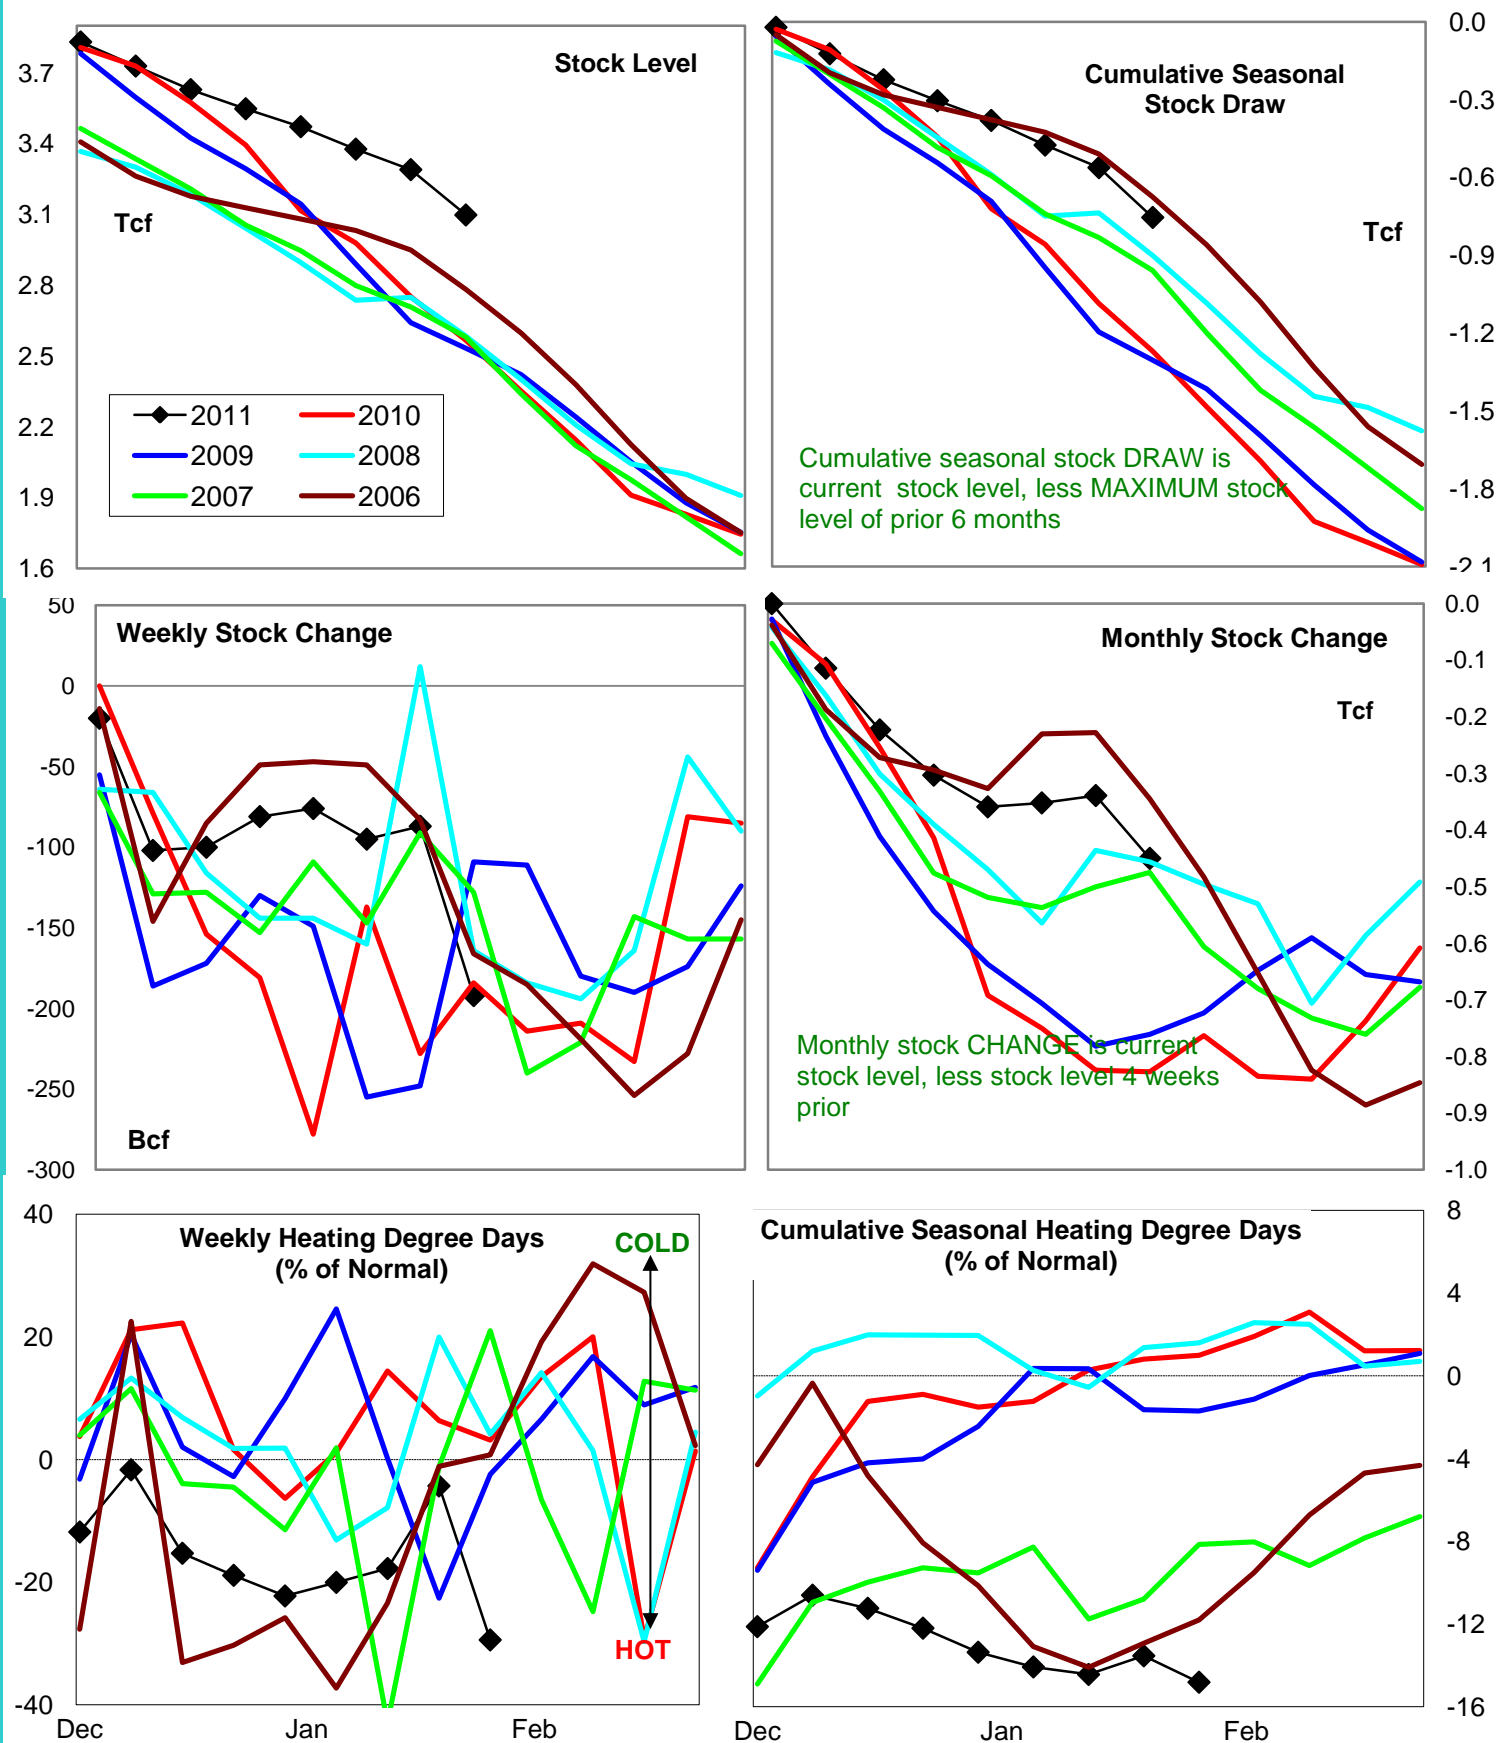 Stock Level
3.7
3.4
3.1
2.8
2.5
2.2
1.9
1.6
Tcf
2011
2010
2009
2008
2007
2006
Cumulative Seasonal
Stock Draw
0.0
-0.3
-0.6
-0.9
-1.2
-1.5
-1.8
-2.1
Tcf
Cumulative seasonal stock DRAW is
current stock level, less MAXIMUM stock
level of prior 6 months
Weekly Stock Change
50
0
-50
-100
-150
-200
-250
-300
Bcf
Monthly Stock Change
Tcf
0.0
-0.1
-0.2
-0.3
-0.4
-0.5
-0.6
-0.7
-0.8
-0.9
-1.0
Monthly stock CHANGE is current
stock level, less stock level 4 weeks
prior
Weekly Heating Degree Days
(% of Normal)
COLD
HOT
40
20
0
-20
-40
Dec
Jan
Feb
Cumulative Seasonal Heating Degree Days
(% of Normal)
8
4
0
-4
-8
-12
-16
Dec
Jan
Feb